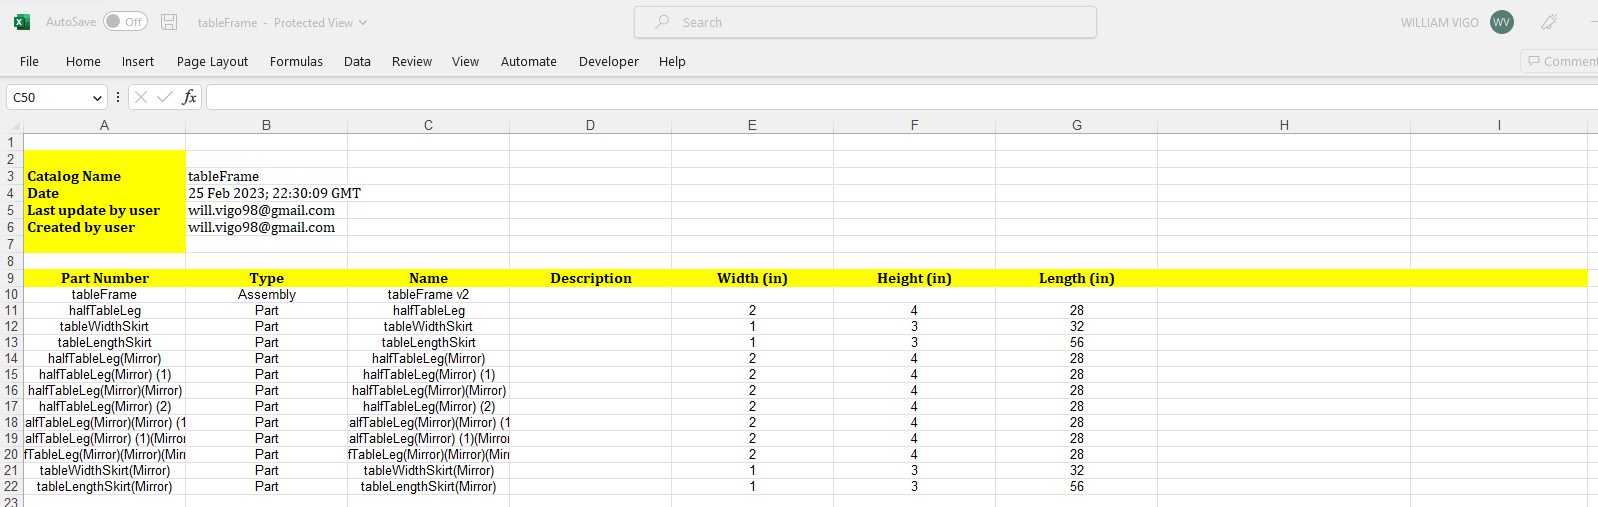 AutoSave Off tableFrame - Protected View Search WILLIAM VIGO WV
File Home Insert Page Layout Formulas Data Review View Automate Developer Help Commen
C50 fx
A B C D E F G H I
1
2
3 Catalog Name tableFrame
4 Date 25 Feb 2023; 22:30:09 GMT
5 Last update by user will.vigo98@gmail.com
6 Created by user will.vigo98@gmail.com
7
8
9 Part Number Type Name Description Width (in) Height (in) Length (in)
10 tableFrame Assembly tableFrame v2
11 halfTableLeg Part halfTableLeg 2 4 28
12 tableWidthSkirt Part tableWidthSkirt 1 3 32
13 tableLengthSkirt Part tableLengthSkirt 1 3 56
14 halfTableLeg(Mirror) Part halfTableLeg(Mirror) 2 4 28
15 halfTableLeg(Mirror) (1) Part halfTableLeg(Mirror) (1) 2 4 28
16 halfTableLeg(Mirror)(Mirror) Part halfTableLeg(Mirror)(Mirror) 2 4 28
17 halfTableLeg(Mirror) (2) Part halfTableLeg(Mirror) (2) 2 4 28
18 alfTableLeg(Mirror)(Mirror) (1 Part alfTableLeg(Mirror)(Mirror) (1 2 4 28
19 alfTableLeg(Mirror) (1)(Mirror Part alfTableLeg(Mirror) (1)(Mirror 2 4 28
20 fTableLeg(Mirror)(Mirror)(Mirr Part fTableLeg(Mirror)(Mirror)(Mirr 2 4 28
21 tableWidthSkirt(Mirror) Part tableWidthSkirt(Mirror) 1 3 32
22 tableLengthSkirt(Mirror) Part tableLengthSkirt(Mirror) 1 3 56
23